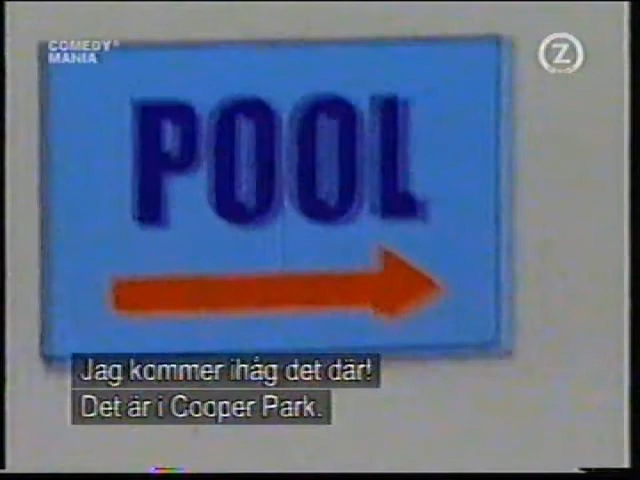 COMEDY
MANIA
Z
POOL
Jag kommer ihåg det där!
Det är i Cooper Park.